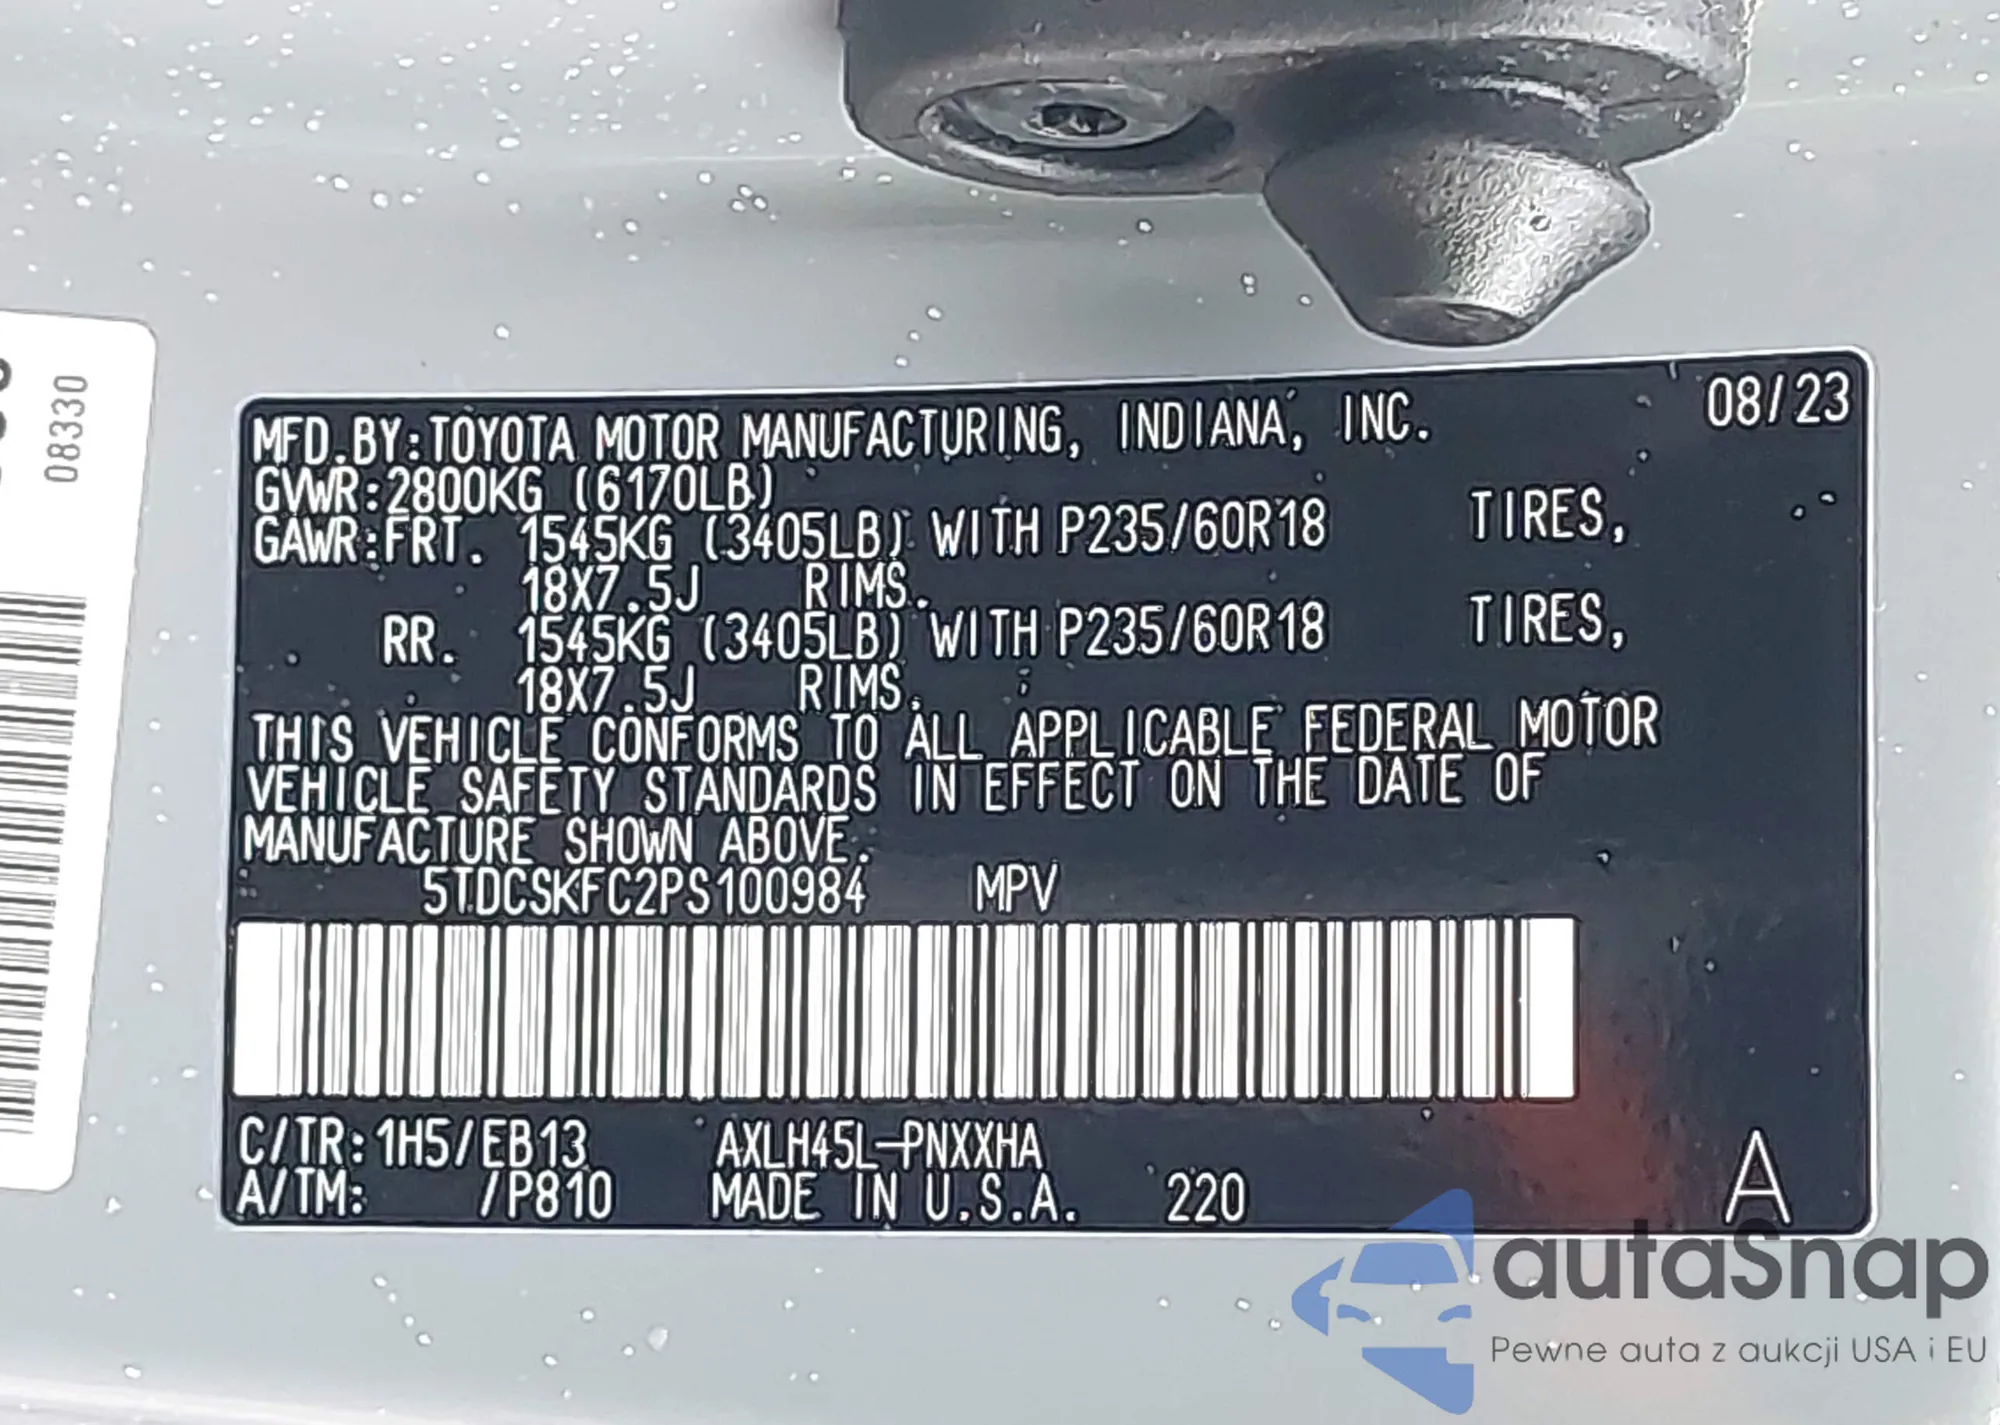 08330
MFD.BY:TOYOTA MOTOR MANUFACTURING, INDIANA, INC. 08/23
GVWR:2800KG (6170LB)
GAWR:FRT. 1545KG (3405LB) WITH P235/60R18 TIRES,
18X7.5J RIMS.
RR. 1545KG (3405LB) WITH P235/60R18 TIRES,
18X7.5J RIMS.
THIS VEHICLE CONFORMS TO ALL APPLICABLE FEDERAL MOTOR
VEHICLE SAFETY STANDARDS IN EFFECT ON THE DATE OF
MANUFACTURE SHOWN ABOVE.
5TDCSKFC2PS100984 MPV
C/TR:1H5/EB13 AXLH45L-PNXXHA
A/TM: /P810 MADE IN U.S.A. 220 A
autaSnap
Pewne auta z aukcji USA i EU